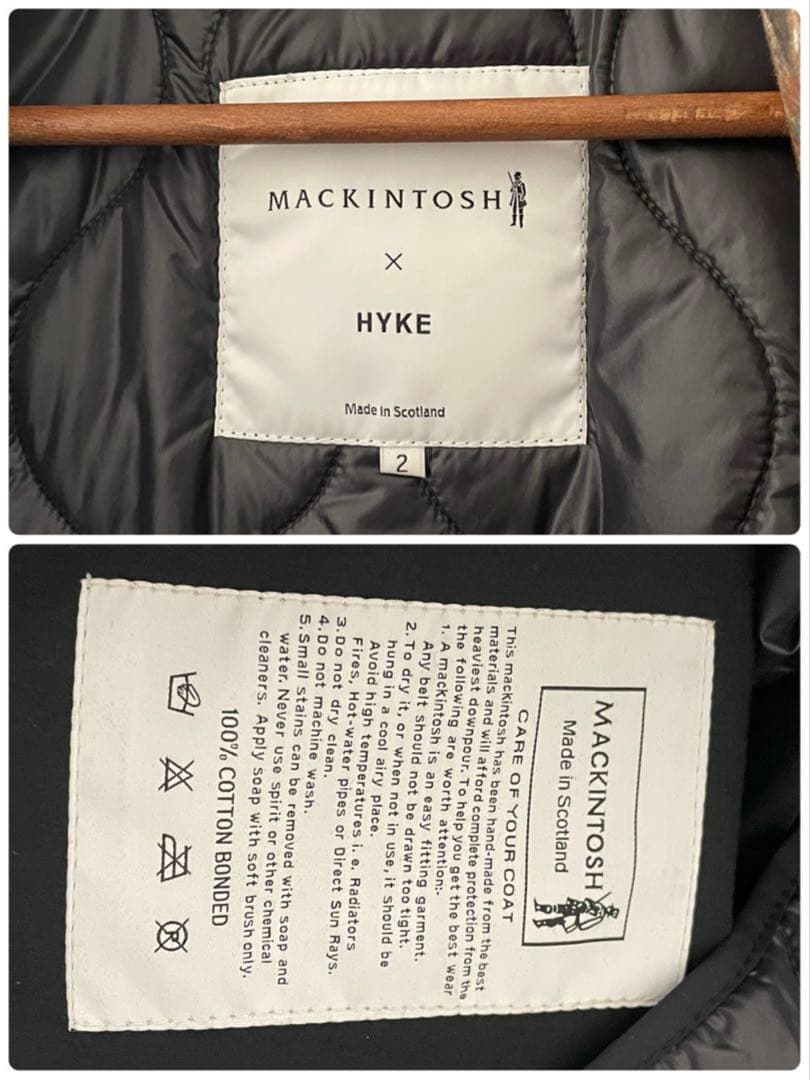 MACKINTOSH
×
HYKE
Made in Scotland
2
MACKINTOSH
Made in Scotland
CARE OF YOUR COAT
This mackintosh has been hand-made from the best
materials and will afford complete protection from the
heaviest downpour. To help you get the best wear
the following are worth attention:-
1. A mackintosh is an easy fitting garment.
Any belt should not be drawn too tight.
2. To dry it, or when not in use, it should be
hung in a cool airy place.
Avoid high temperatures i. e. Radiators
Fires, Hot-water pipes or Direct Sun Rays.
3. Do not dry clean.
4. Do not machine wash.
5. Small stains can be removed with soap and
water. Never use spirit or other chemical
cleaners. Apply soap with soft brush only.
100% COTTON BONDED